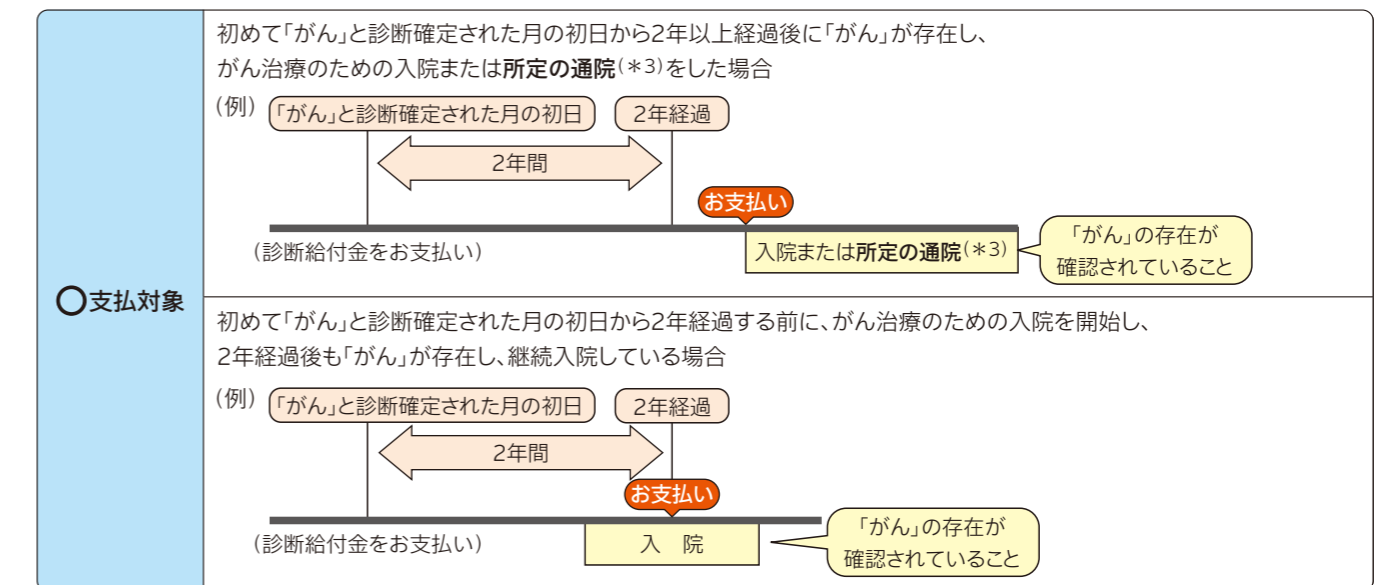 初めて「がん」と診断確定された月の初日から2年以上経過後に「がん」が存在し、
がん治療のための入院または所定の通院(*3)をした場合
(例)
「がん」と診断確定された月の初日
2年経過
2年間
お支払い
(診断給付金をお支払い)
入院または所定の通院(*3)
「がん」の存在が
確認されていること
○支払対象
初めて「がん」と診断確定された月の初日から2年経過する前に、がん治療のための入院を開始し、
2年経過後も「がん」が存在し、継続入院している場合
(例)
「がん」と診断確定された月の初日
2年経過
2年間
お支払い
(診断給付金をお支払い)
入 院
「がん」の存在が
確認されていること